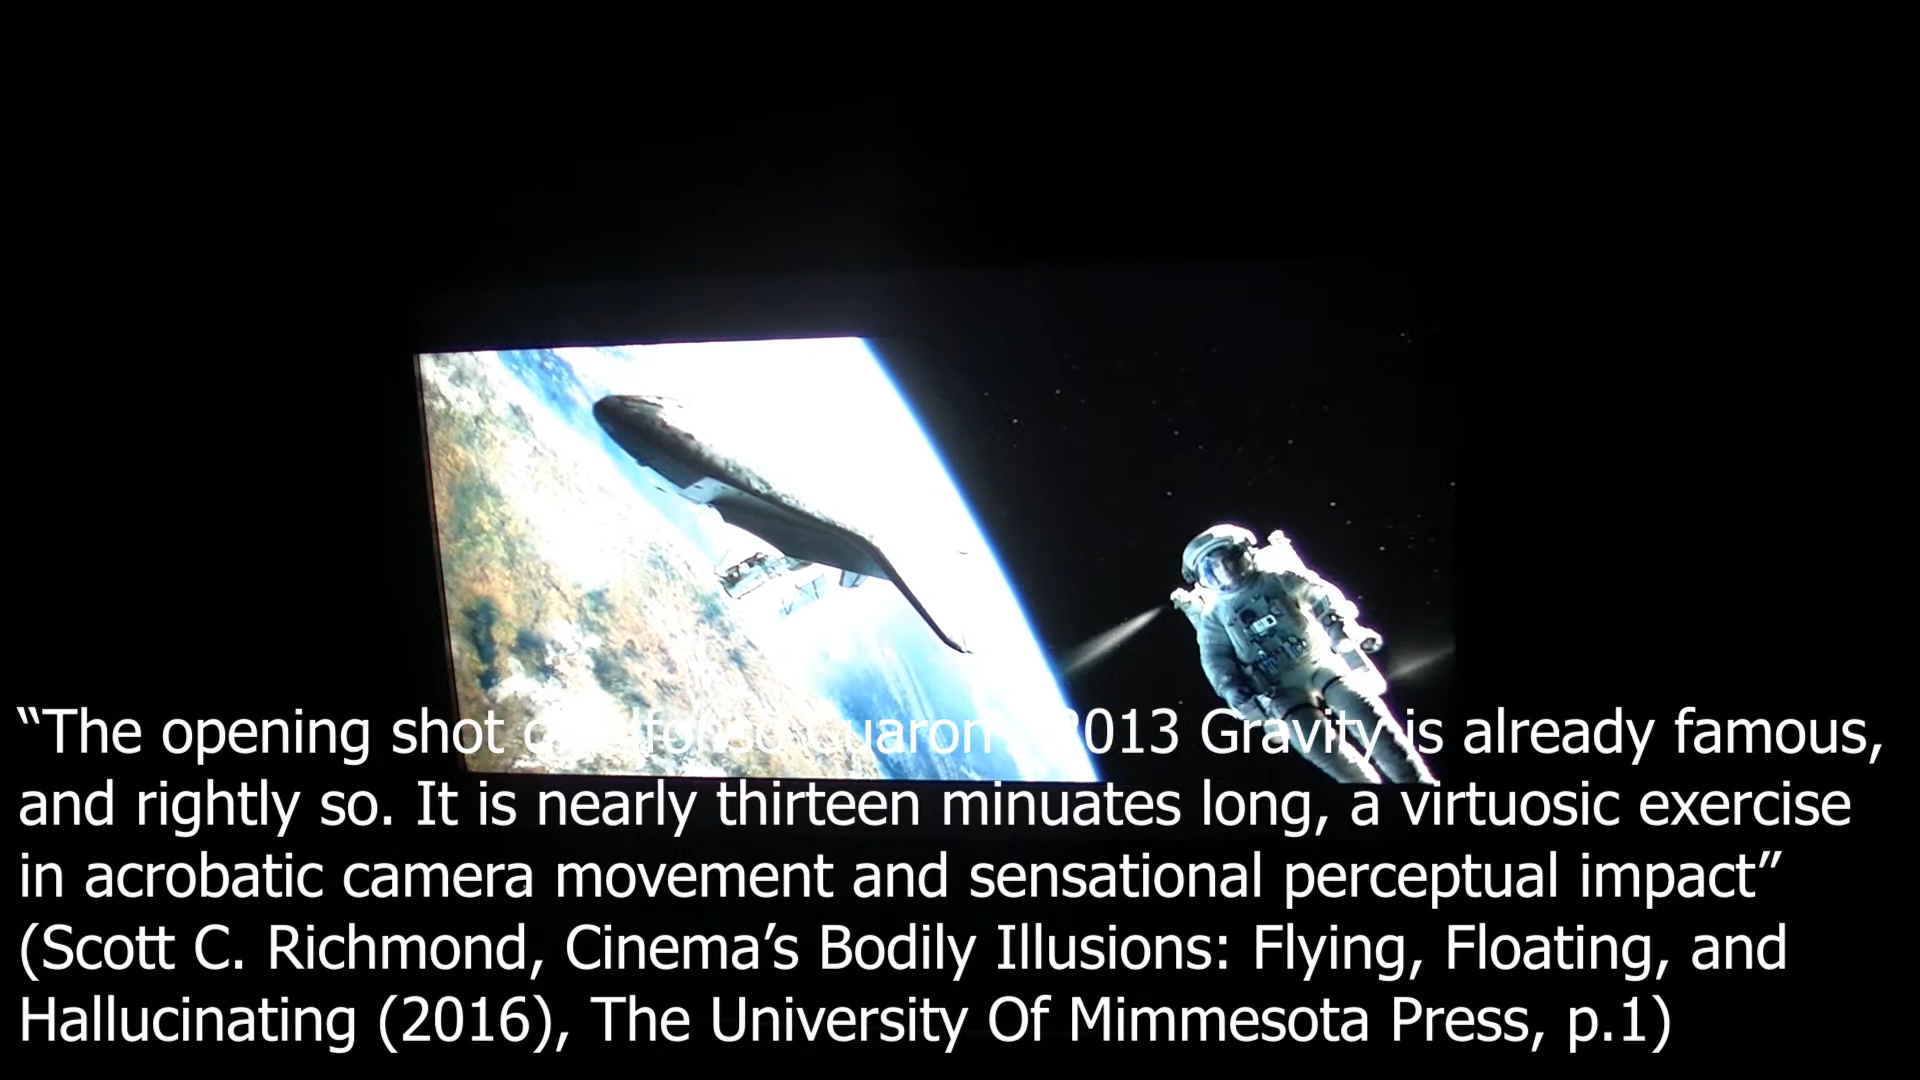 “The opening shot Guaron 2013 Gravity is already famous,
and rightly so. It is nearly thirteen minuates long, a virtuosic exercise
in acrobatic camera movement and sensational perceptual impact”
(Scott C. Richmond, Cinema’s Bodily Illusions: Flying, Floating, and
Hallucinating (2016), The University Of Mimmesota Press, p.1)